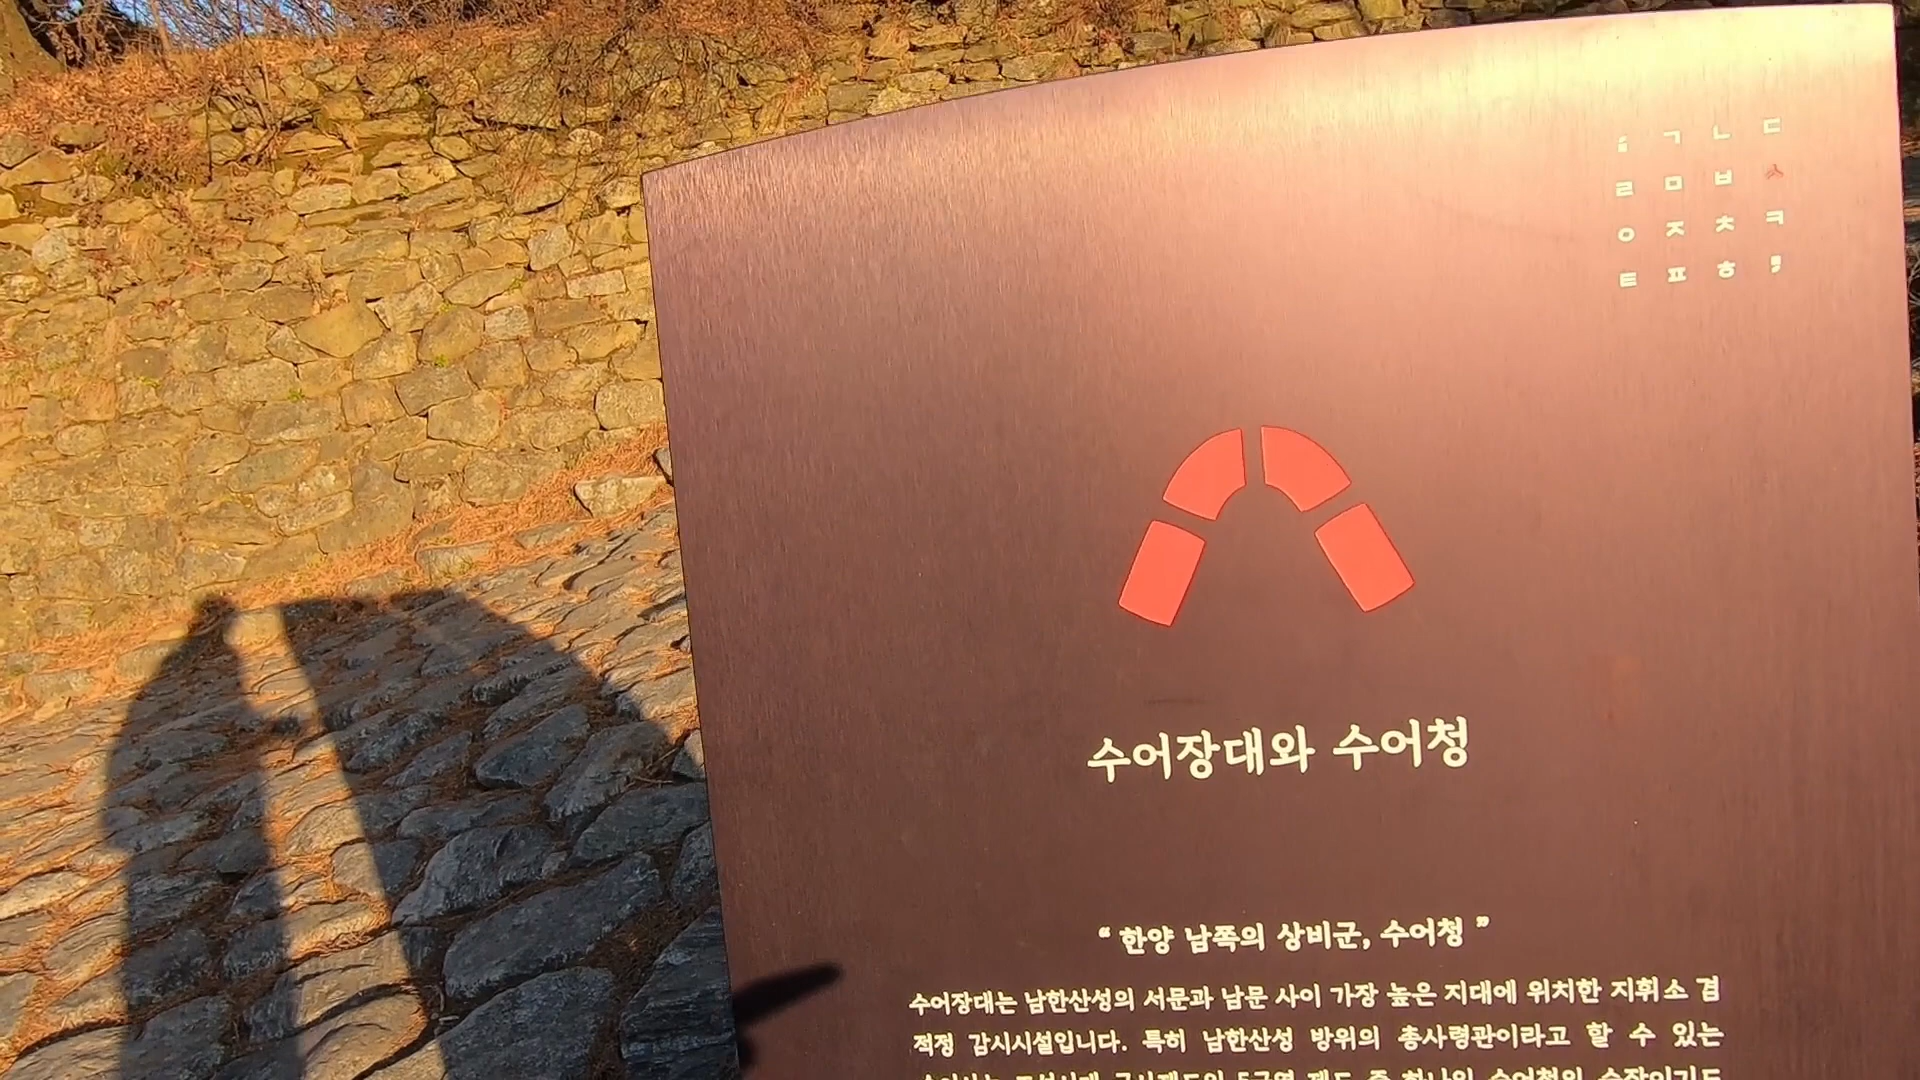 ㄱ ㄴ ㄷ
ㄹ ㅁ ㅂ ㅅ
ㅇ ㅈ ㅊ ㅋ
ㅌ ㅍ ㅎ
수어장대와 수어청
“ 한양 남쪽의 상비군, 수어청 ”
수어장대는 남한산성의 서문과 남문 사이 가장 높은 지대에 위치한 지휘소 겸
적정 감시시설입니다. 특히 남한산성 방위의 총사령관이라고 할 수 있는